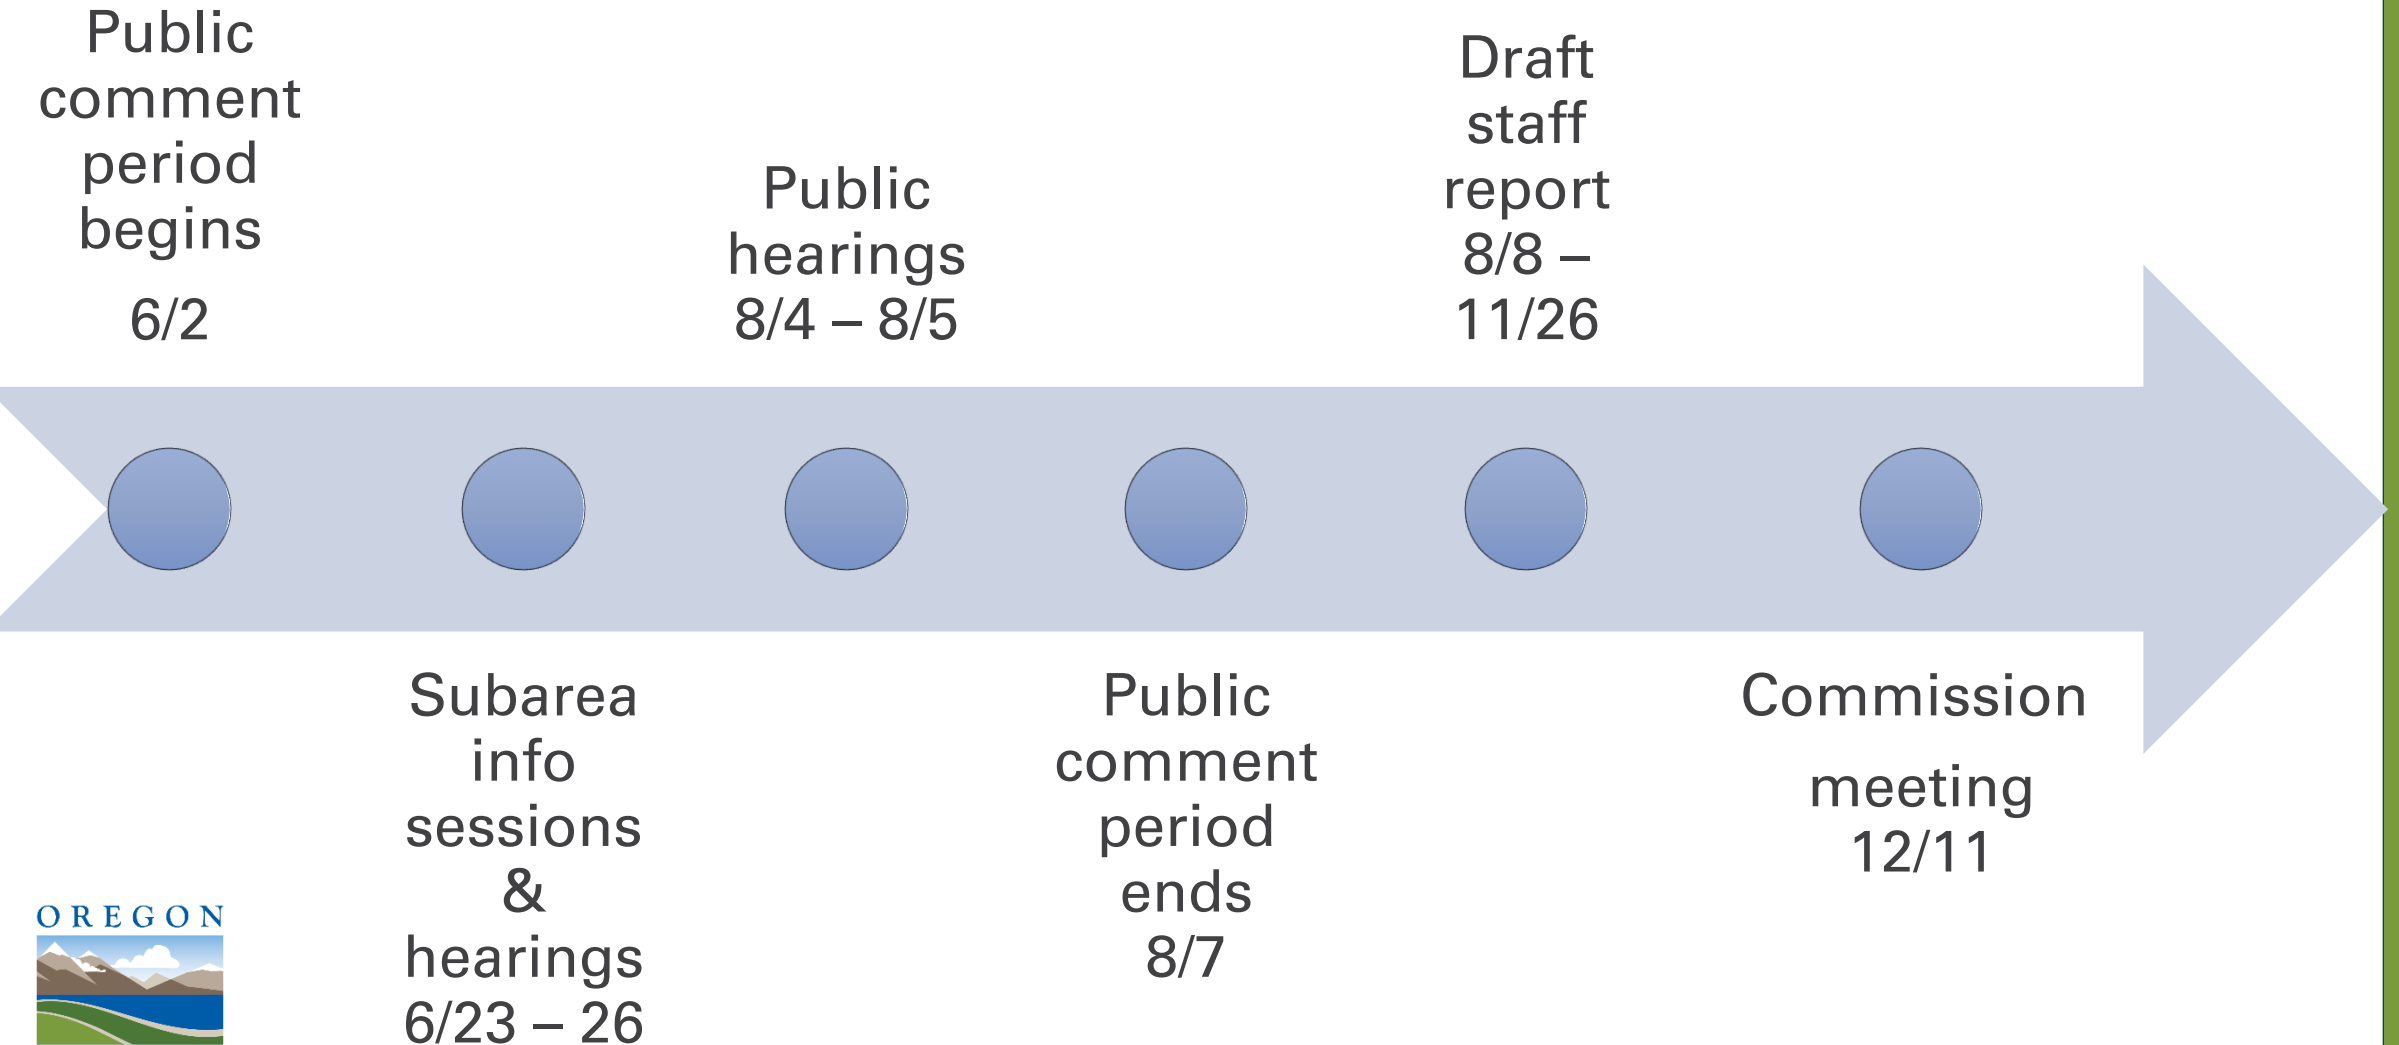 Public
comment
period
begins
6/2
Subarea
info
sessions
&
hearings
6/23 – 26
Public
hearings
8/4 – 8/5
Public
comment
period
ends
8/7
Draft
staff
report
8/8 –
11/26
Commission
meeting
12/11
OREGON